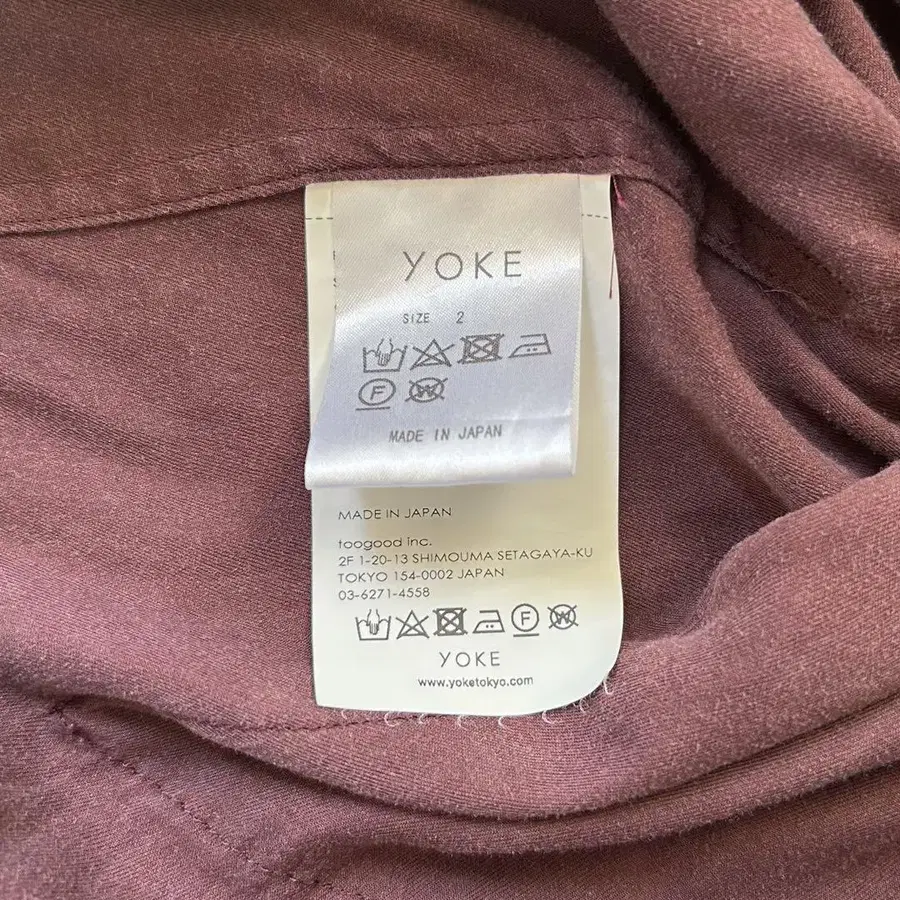 YOKE
SIZE 2
F W
MADE IN JAPAN
MADE IN JAPAN
toogood inc.
2F 1-20-13 SHIMOUMA SETAGAYA-KU
TOKYO 154-0002 JAPAN
03-6271-4558
F W
YOKE
www.yoketokyo.com